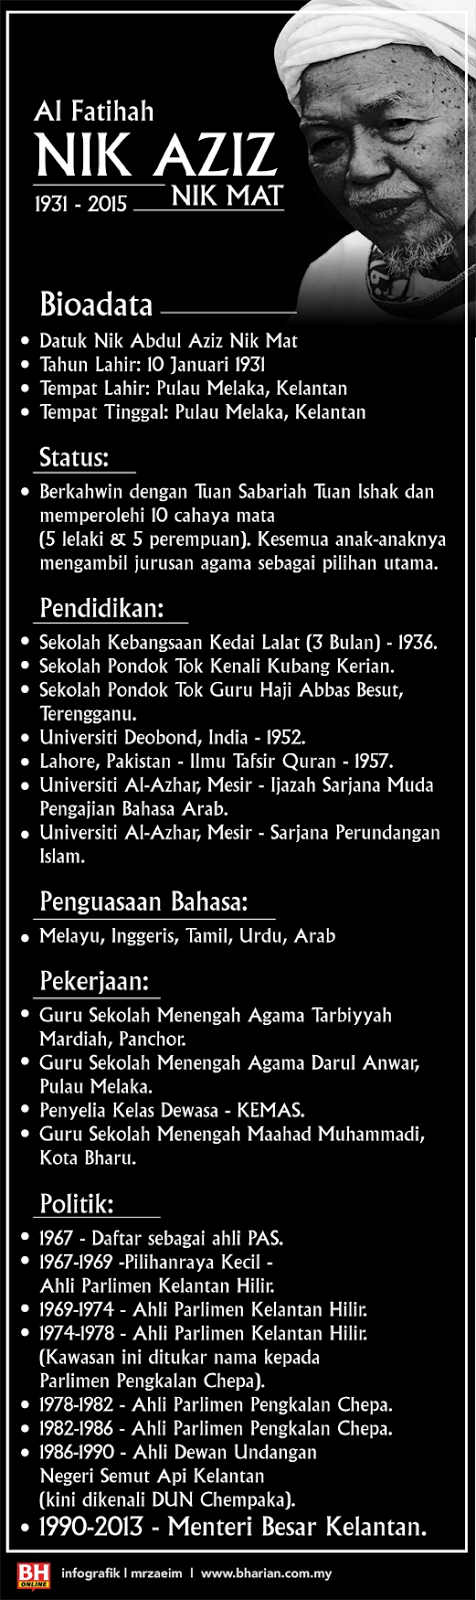 Al Fatihah
NIK AZIZ
NIK MAT
1931 - 2015
Bioadata
• Datuk Nik Abdul Aziz Nik Mat
• Tahun Lahir: 10 Januari 1931
• Tempat Lahir: Pulau Melaka, Kelantan
• Tempat Tinggal: Pulau Melaka, Kelantan
Status:
• Berkahwin dengan Tuan Sabariah Tuan Ishak dan
memperolehi 10 cahaya mata
(5 lelaki & 5 perempuan). Kesemua anak-anaknya
mengambil jurusan agama sebagai pilihan utama.
Pendidikan:
• Sekolah Kebangsaan Kedai Lalat (3 Bulan) - 1936.
• Sekolah Pondok Tok Kenali Kubang Kerian.
• Sekolah Pondok Tok Guru Haji Abbas Besut,
Terengganu.
• Universiti Deobond, India - 1952.
• Lahore, Pakistan - Ilmu Tafsir Quran - 1957.
• Universiti Al-Azhar, Mesir - Ijazah Sarjana Muda
Pengajian Bahasa Arab.
• Universiti Al-Azhar, Mesir - Sarjana Perundangan
Islam.
Penguasaan Bahasa:
• Melayu, Inggeris, Tamil, Urdu, Arab
Pekerjaan:
• Guru Sekolah Menengah Agama Tarbiyyah
Mardiah, Panchor.
• Guru Sekolah Menengah Agama Darul Anwar,
Pulau Melaka.
• Penyelia Kelas Dewasa - KEMAS.
• Guru Sekolah Menengah Maahad Muhammadi,
Kota Bharu.
Politik:
• 1967 - Daftar sebagai ahli PAS.
• 1967-1969 -Pilihanraya Kecil -
Ahli Parlimen Kelantan Hilir.
• 1969-1974 - Ahli Parlimen Kelantan Hilir.
• 1974-1978 - Ahli Parlimen Kelantan Hilir.
(Kawasan ini ditukar nama kepada
Parlimen Pengkalan Chepa).
• 1978-1982 - Ahli Parlimen Pengkalan Chepa.
• 1982-1986 - Ahli Parlimen Pengkalan Chepa.
• 1986-1990 - Ahli Dewan Undangan
Negeri Semut Api Kelantan
(kini dikenali DUN Chempaka).
• 1990-2013 - Menteri Besar Kelantan.
BH
ONLINE
infografik | mrzaeim | www.bharian.com.my